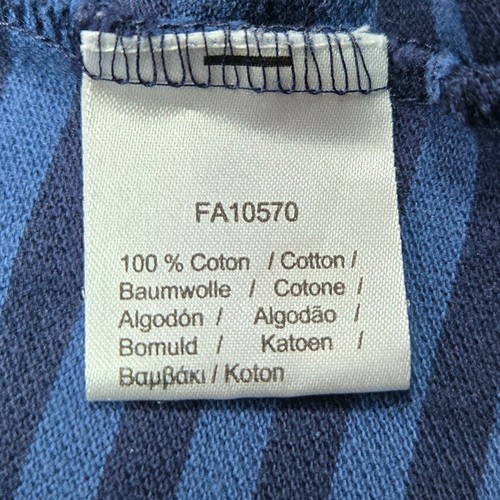 FA10570
100 % Coton / Cotton /
Baumwolle / Cotone /
Algodón / Algodão /
Bomuld / Katoen /
Βαμβάκι / Koton